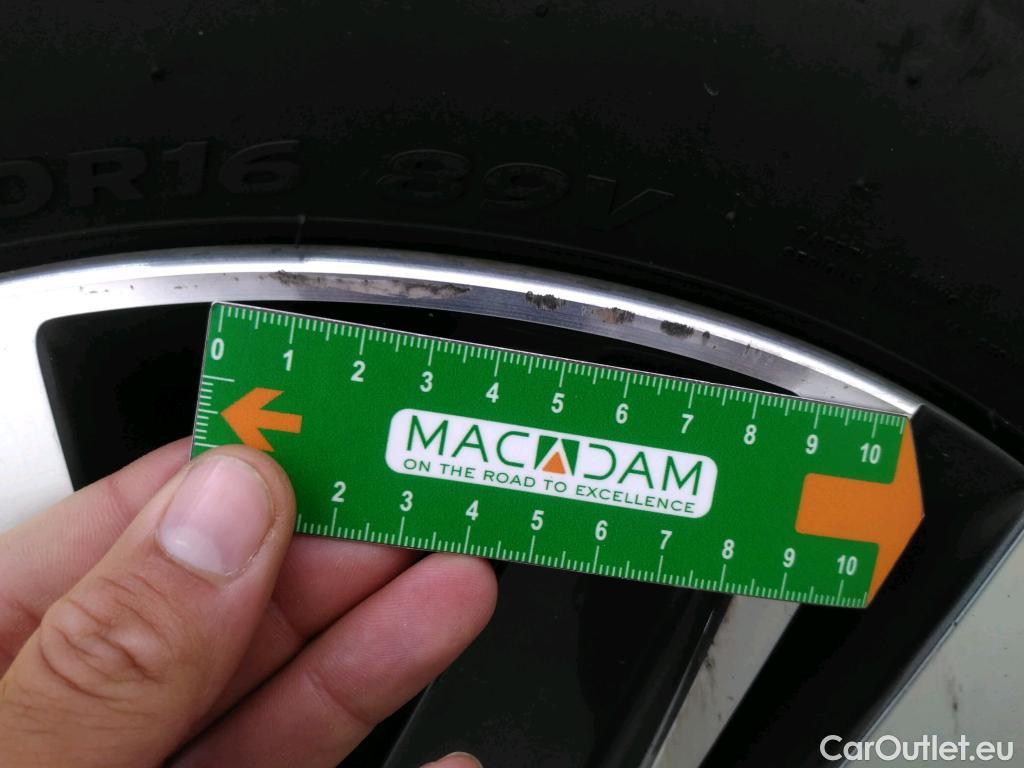 0R16 89V
0 1 2 3 4 5 6 7 8 9 10
MACADAM
ON THE ROAD TO EXCELLENCE
2 3 4 5 6 7 8 9 10
CarOutlet.eu